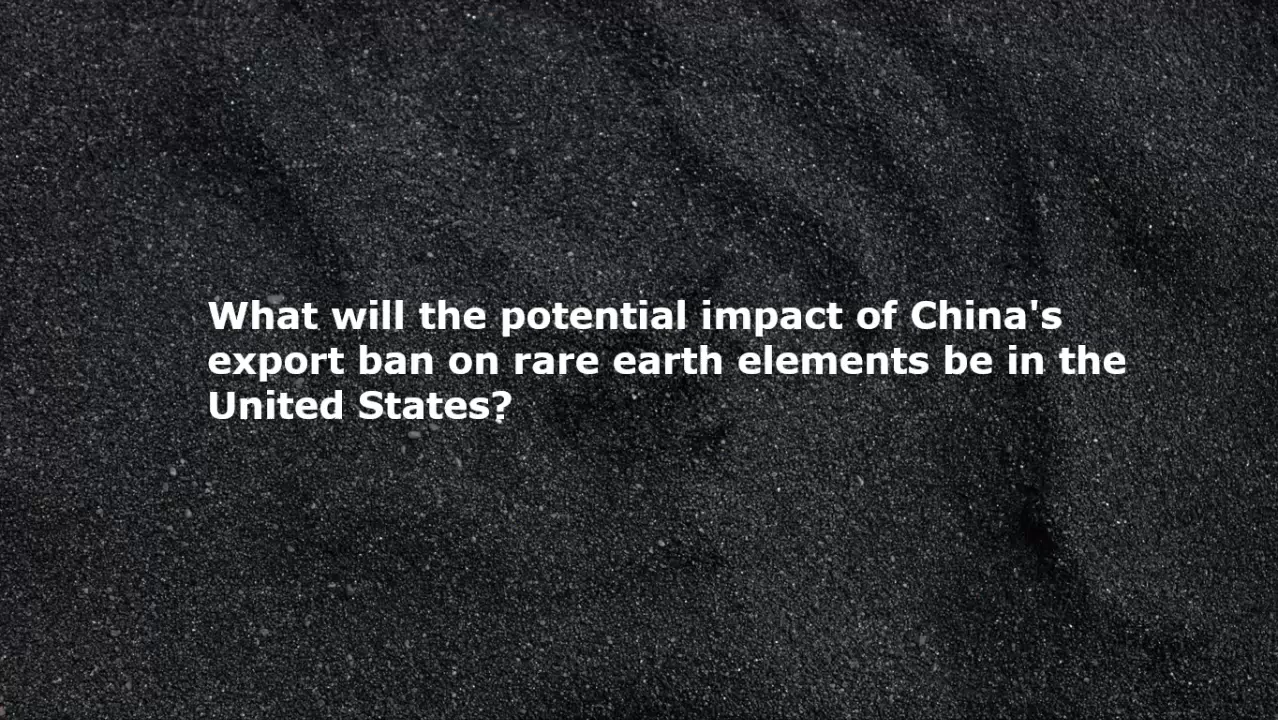 What will the potential impact of China's
export ban on rare earth elements be in the
United States?